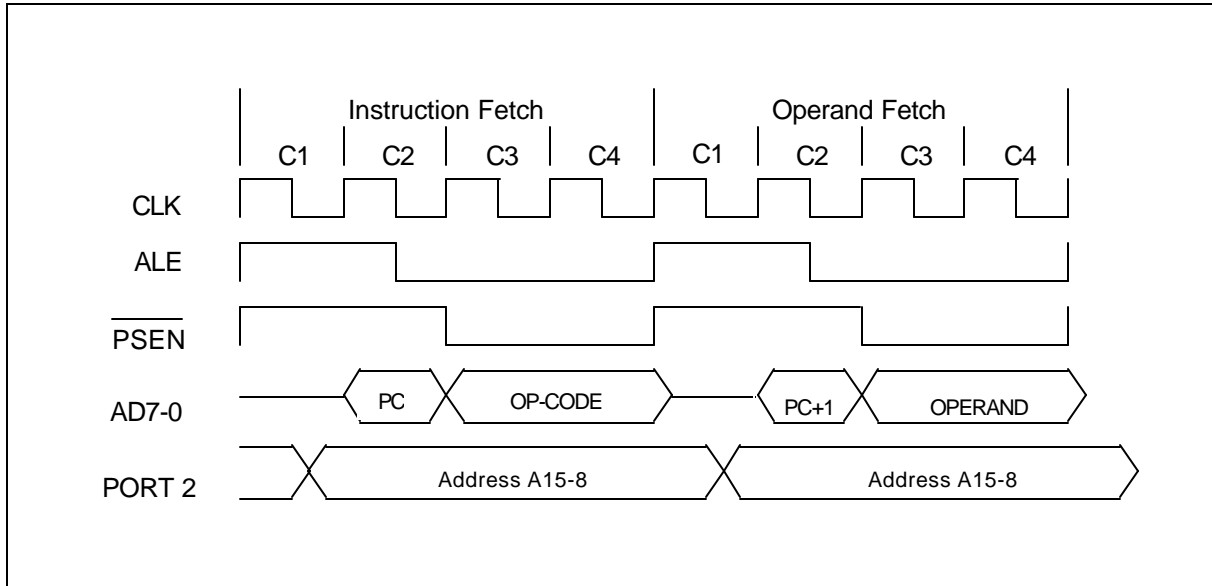 Instruction Fetch Operand Fetch
C1 C2 C3 C4 C1 C2 C3 C4
CLK
ALE
PSEN
AD7-0 PC OP-CODE PC+1 OPERAND
PORT 2 Address A15-8 Address A15-8